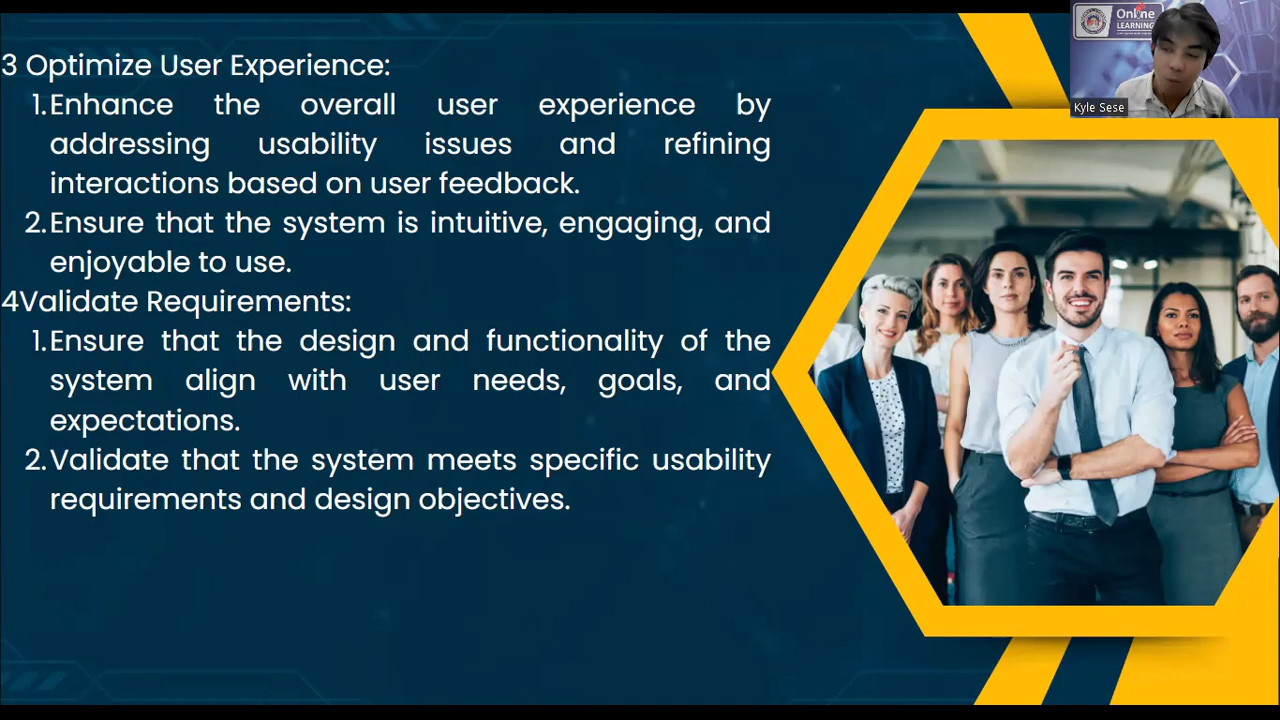 3 Optimize User Experience:
1. Enhance the overall user experience by
addressing usability issues and refining
interactions based on user feedback.
2. Ensure that the system is intuitive, engaging, and
enjoyable to use.
4Validate Requirements:
1. Ensure that the design and functionality of the
system align with user needs, goals, and
expectations.
2. Validate that the system meets specific usability
requirements and design objectives.
Online
LEARNING
Kyle Sese